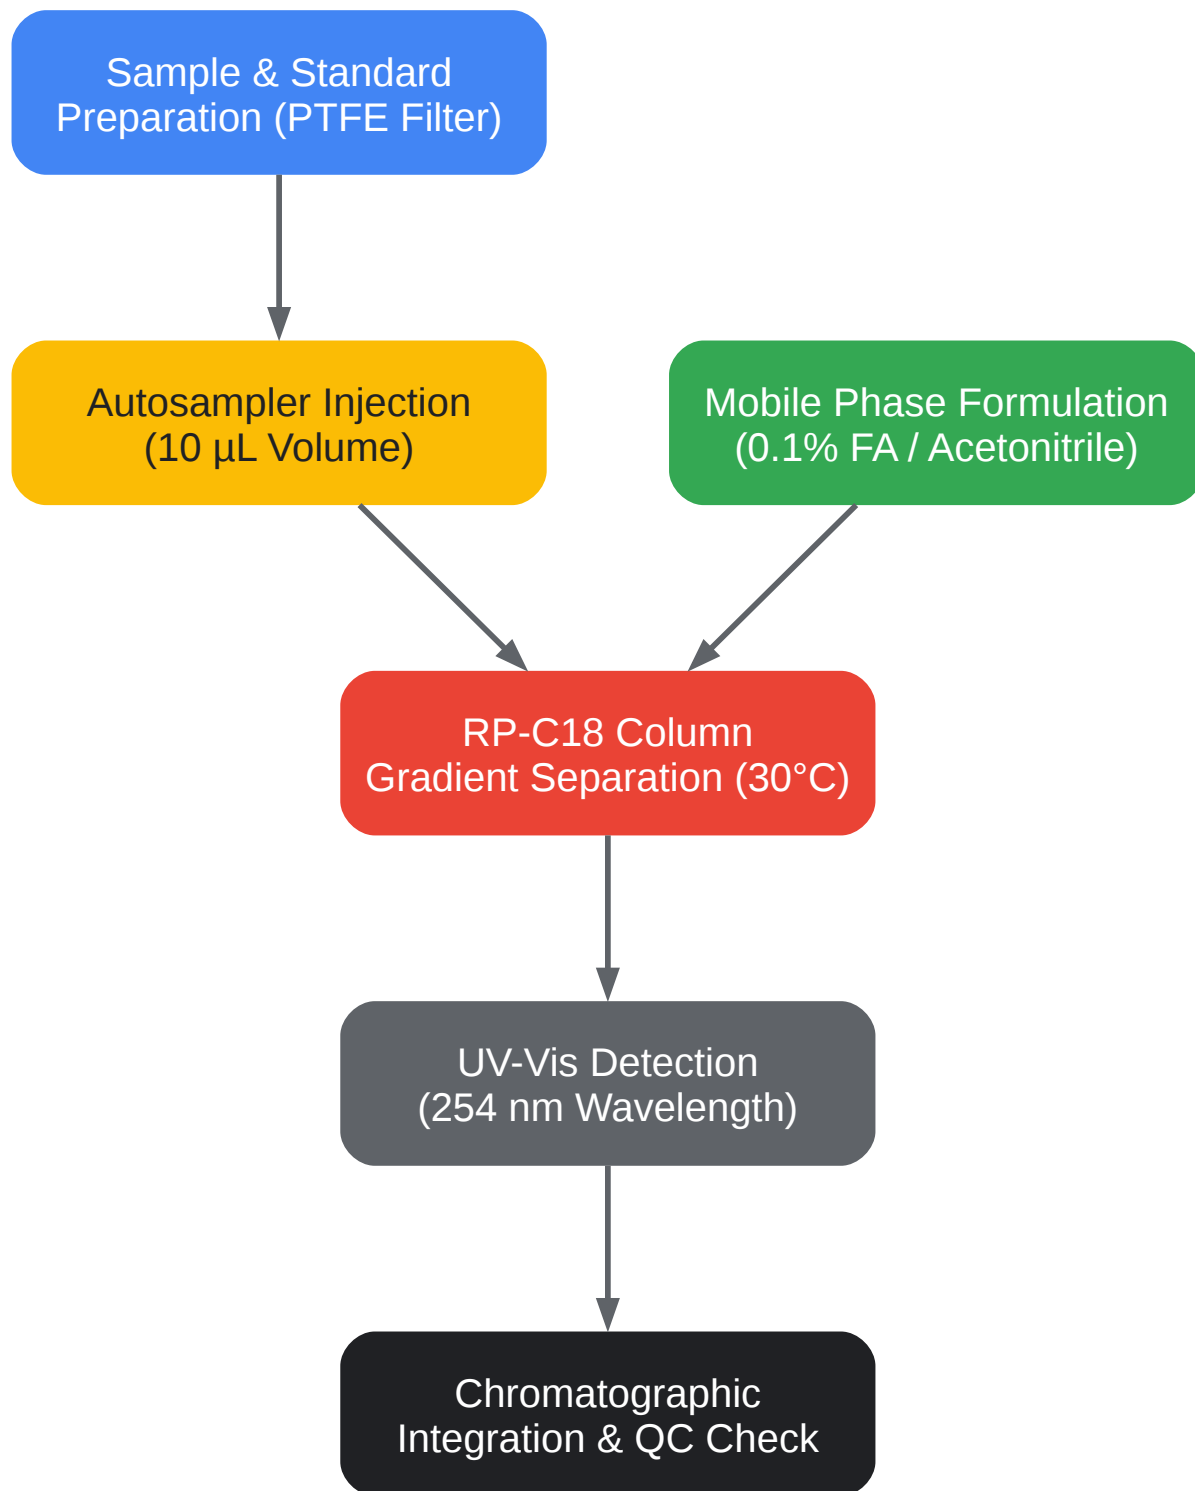 Sample & Standard
Preparation (PTFE Filter)
Autosampler Injection
(10 µL Volume)
Mobile Phase Formulation
(0.1% FA / Acetonitrile)
RP-C18 Column
Gradient Separation (30°C)
UV-Vis Detection
(254 nm Wavelength)
Chromatographic
Integration & QC Check